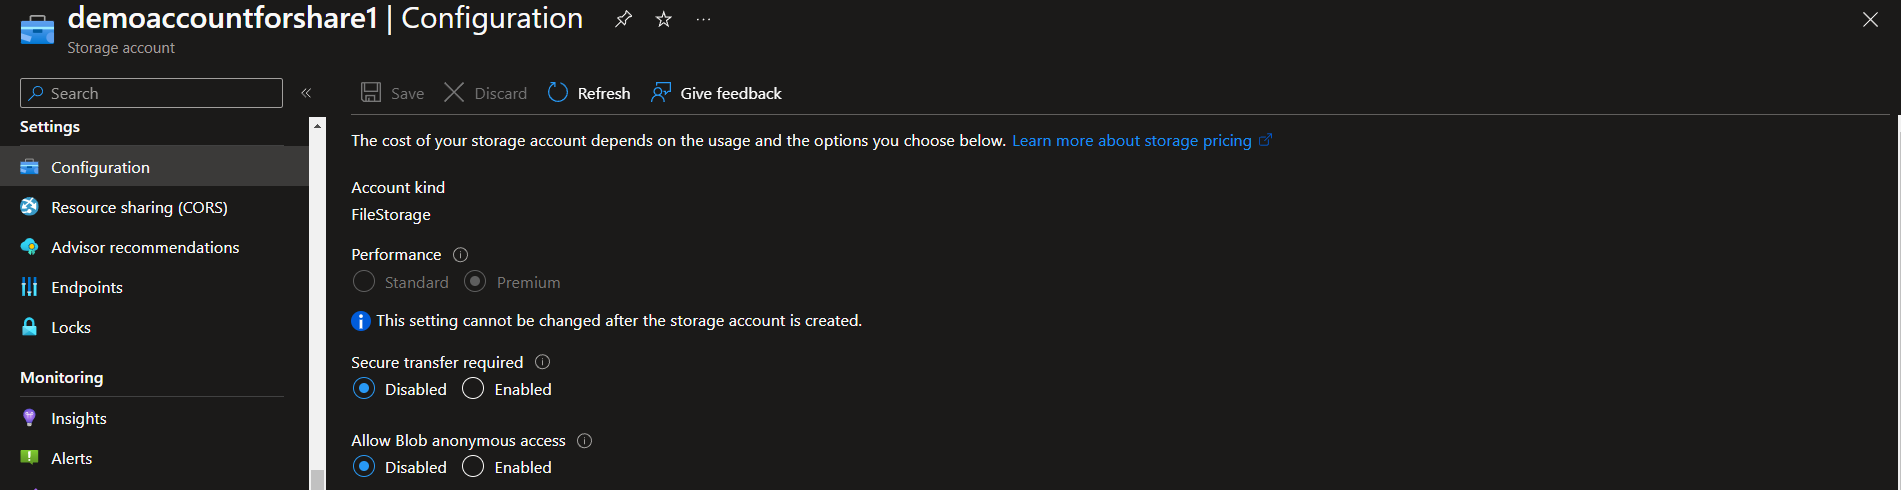 demoaccountforshare1 | Configuration
Storage account
Search
Settings
Configuration
Resource sharing (CORS)
Advisor recommendations
Endpoints
Locks
Monitoring
Insights
Alerts
Save Discard Refresh Give feedback
The cost of your storage account depends on the usage and the options you choose below. Learn more about storage pricing
Account kind
FileStorage
Performance
Standard Premium
This setting cannot be changed after the storage account is created.
Secure transfer required
Disabled Enabled
Allow Blob anonymous access
Disabled Enabled